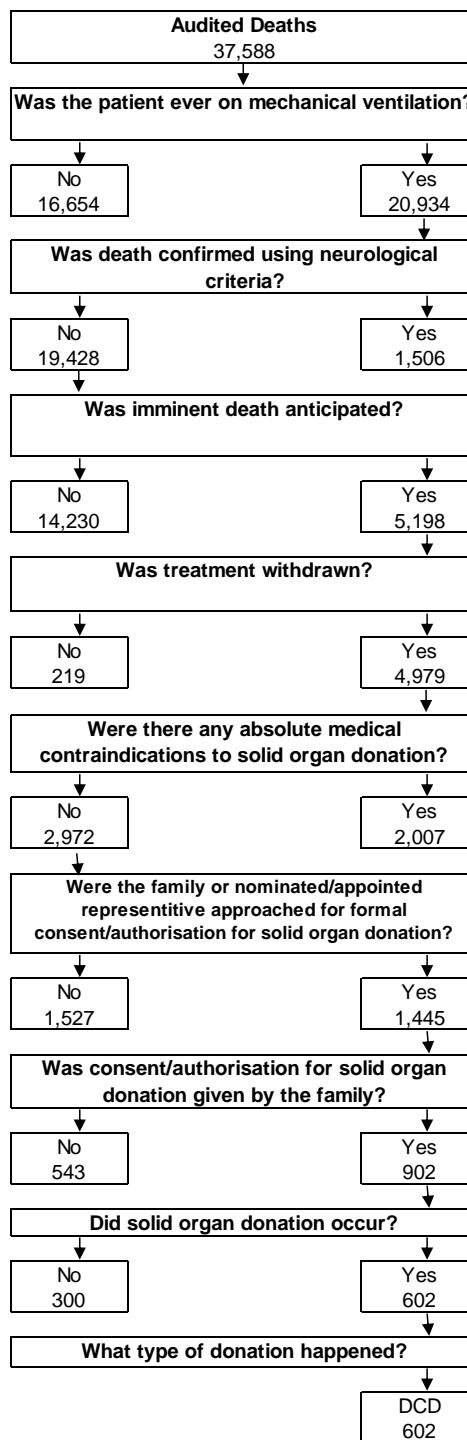 Audited Deaths
37,588
Was the patient ever on mechanical ventilation?
No
16,654
Yes
20,934
Was death confirmed using neurological
criteria?
No
19,428
Yes
1,506
Was imminent death anticipated?
No
14,230
Yes
5,198
Was treatment withdrawn?
No
219
Yes
4,979
Were there any absolute medical
contraindications to solid organ donation?
No
2,972
Yes
2,007
Were the family or nominated/appointed
representitive approached for formal
consent/authorisation for solid organ donation?
No
1,527
Yes
1,445
Was consent/authorisation for solid organ
donation given by the family?
No
543
Yes
902
Did solid organ donation occur?
No
300
Yes
602
What type of donation happened?
DCD
602